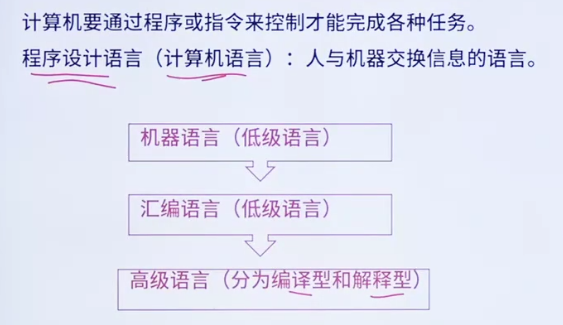 计算机要通过程序或指令来控制才能完成各种任务。
程序设计语言（计算机语言）：人与机器交换信息的语言。
机器语言（低级语言）
汇编语言（低级语言）
高级语言（分为编译型和解释型）